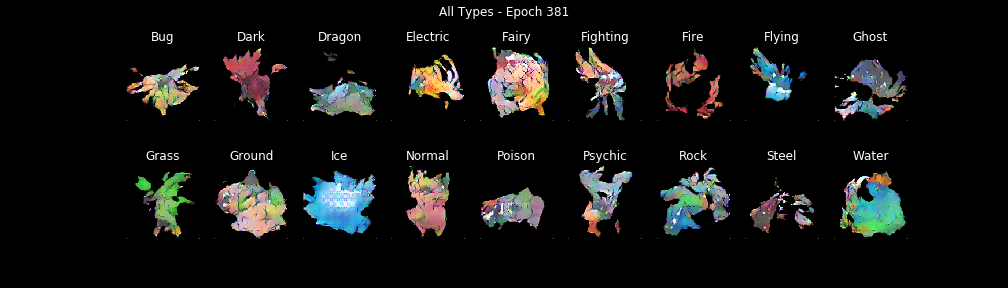 All Types - Epoch 381
Bug Dark Dragon Electric Fairy Fighting Fire Flying Ghost
Grass Ground Ice Normal Poison Psychic Rock Steel Water